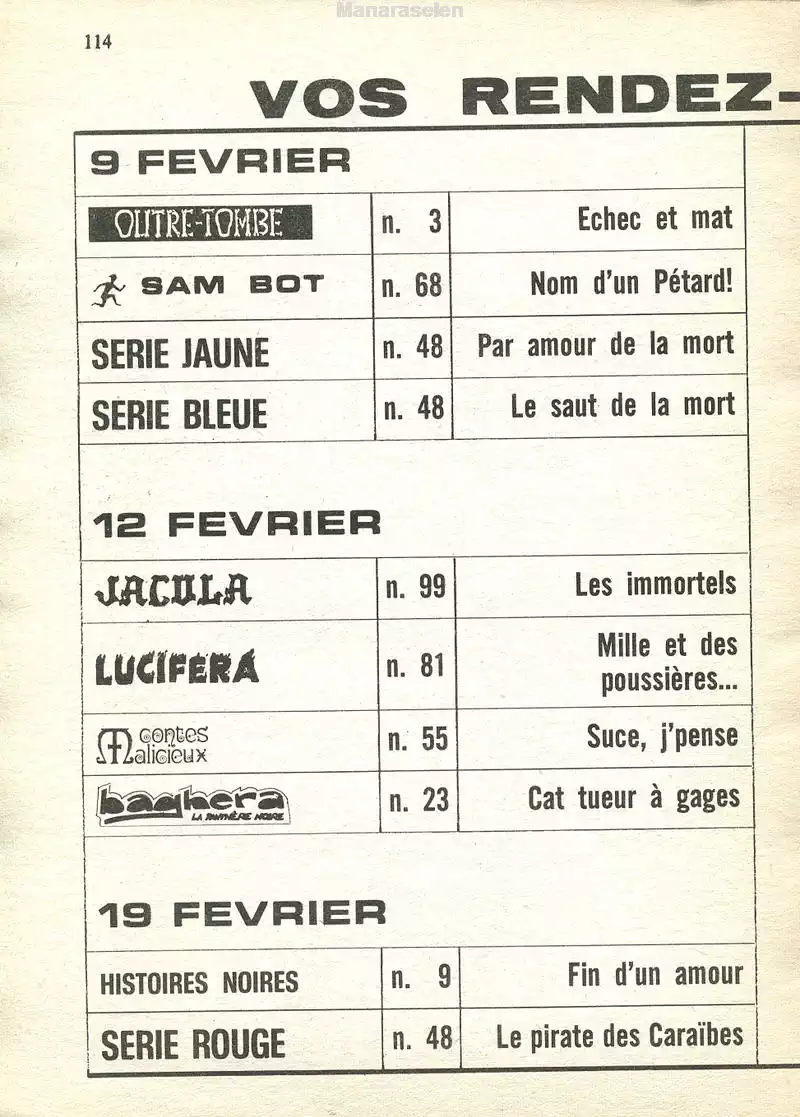 Manaraselen
114
VOS RENDEZ-
9 FEVRIER
OUTRE-TOMBE n. 3 Echec et mat
SAM BOT n. 68 Nom d'un Pétard!
SERIE JAUNE n. 48 Par amour de la mort
SERIE BLEUE n. 48 Le saut de la mort
12 FEVRIER
JACULA n. 99 Les immortels
LUCIFERA n. 81 Mille et des
poussières...
contes
Malicieux n. 55 Suce, j'pense
baghera n. 23 Cat tueur à gages
LA PANTHÈRE NOIRE
19 FEVRIER
HISTOIRES NOIRES n. 9 Fin d'un amour
SERIE ROUGE n. 48 Le pirate des Caraïbes